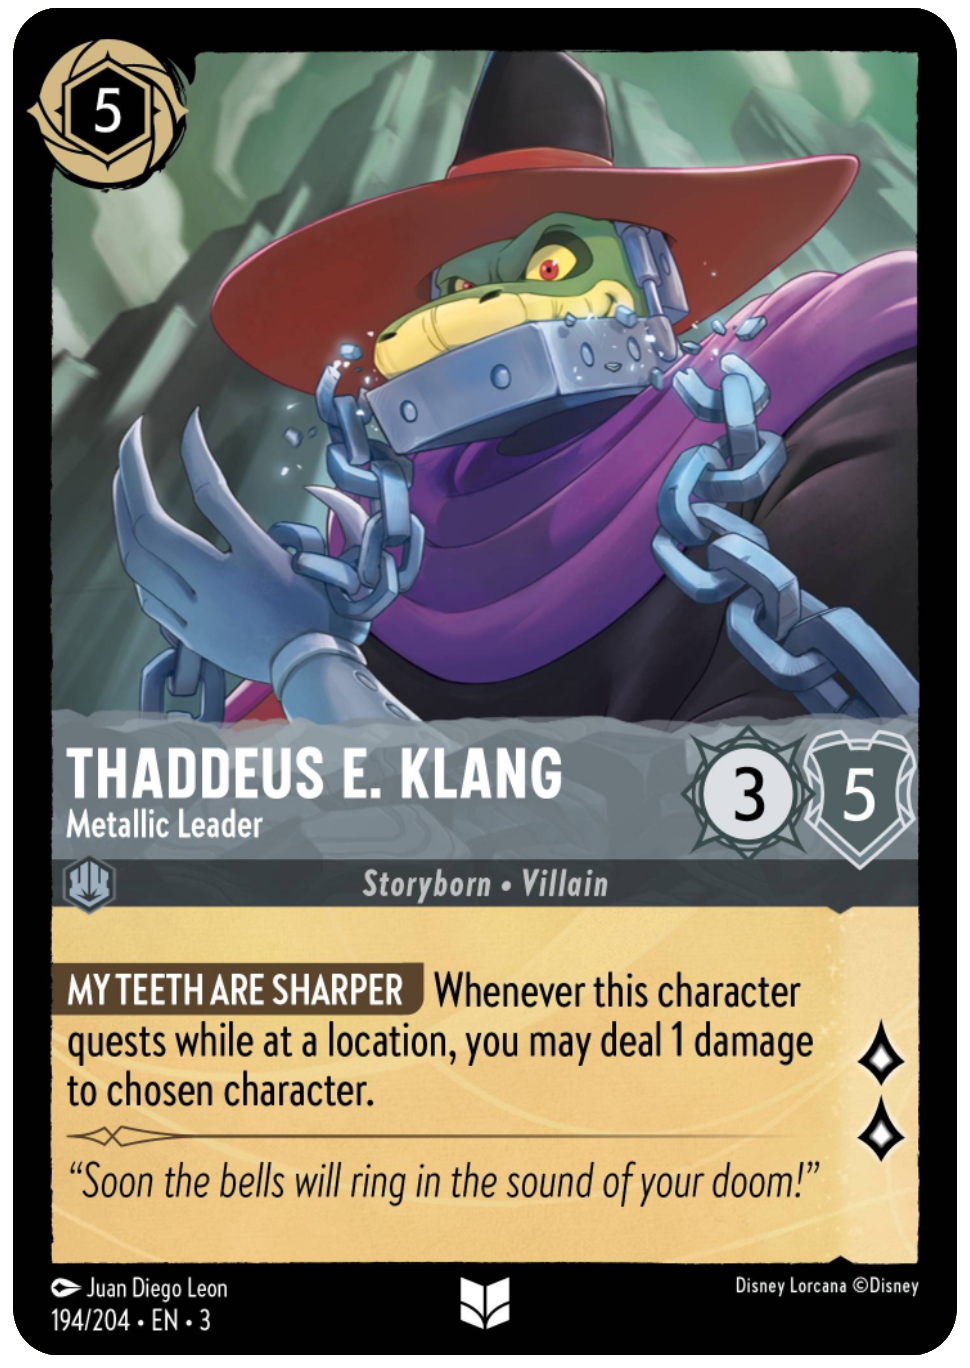 5
THADDEUS E. KLANG
Metallic Leader
3
5
Storyborn • Villain
MY TEETH ARE SHARPER Whenever this character
quests while at a location, you may deal 1 damage
to chosen character.
“Soon the bells will ring in the sound of your doom!”
Juan Diego Leon
194/204 • EN • 3
Disney Lorcana ©Disney